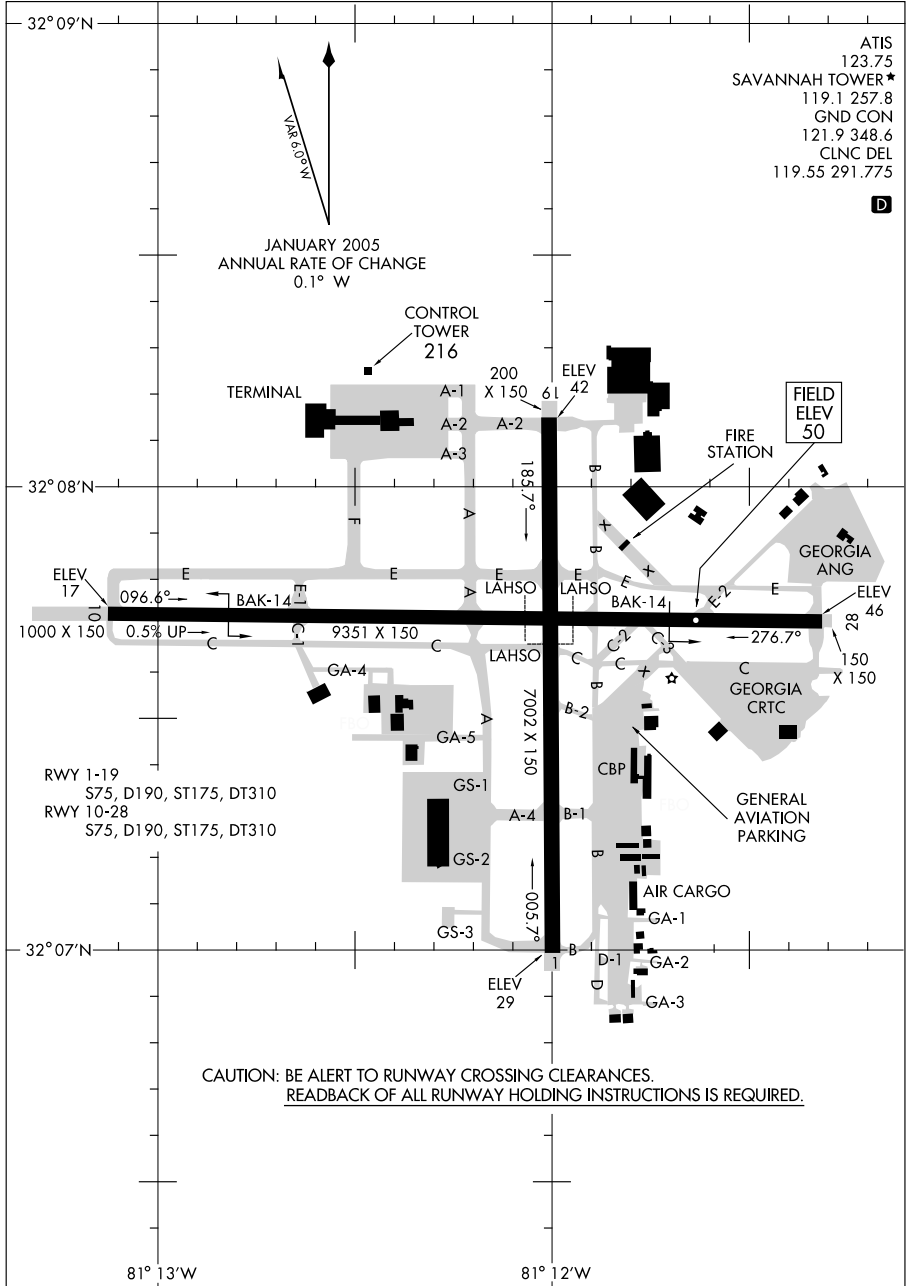 32° 09'N
ATIS
123.75
SAVANNAH TOWER★
119.1 257.8
GND CON
121.9 348.6
CLNC DEL
119.55 291.775
D
VAR 6.0° W
JANUARY 2005
ANNUAL RATE OF CHANGE
0.1° W
CONTROL
TOWER
216
TERMINAL
A-1
A-2
A-2
A-3
200
X 150
19
ELEV
42
FIELD
ELEV
50
FIRE
STATION
32° 08'N
185.7°
B
B
X
X
A
F
GEORGIA
ANG
ELEV
17
E
E
E
E
E
E
E-1
E-2
A
LAHSO
LAHSO
LAHSO
BAK-14
BAK-14
ELEV
46
10
096.6°
28
276.7°
1000 X 150
0.5% UP
9351 X 150
150
X 150
C
C-1
C
C
C-2
C
C-3
X
C
GEORGIA
CRTC
GA-4
GA-5
A
7002 X 150
B
B-2
CBP
GENERAL
AVIATION
PARKING
RWY 1-19
S75, D190, ST175, DT310
RWY 10-28
S75, D190, ST175, DT310
GS-1
GS-2
GS-3
A-4
B-1
B
AIR CARGO
GA-1
GA-2
GA-3
005.7°
32° 07'N
1
B
D-1
D
ELEV
29
CAUTION: BE ALERT TO RUNWAY CROSSING CLEARANCES.
READBACK OF ALL RUNWAY HOLDING INSTRUCTIONS IS REQUIRED.
81° 13'W
81° 12'W